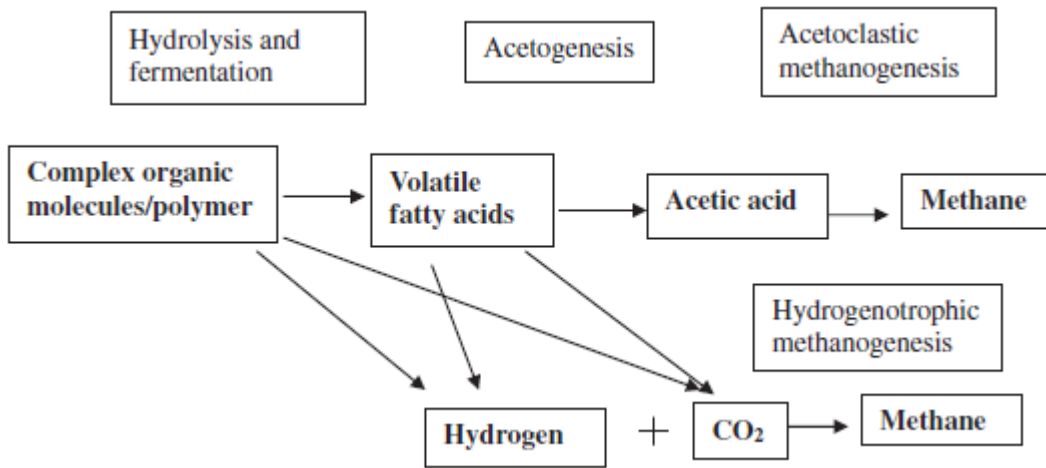 Hydrolysis and
fermentation
Acetogenesis
Acetoclastic
methanogenesis
Complex organic
molecules/polymer
Volatile
fatty acids
Acetic acid
Methane
Hydrogenotrophic
methanogenesis
Hydrogen + CO₂
Methane